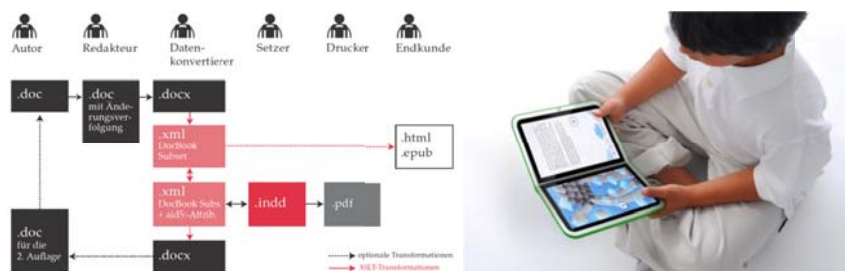 Autor
Redakteur
Daten-
konvertierer
Setzer
Drucker
Endkunde
.doc
.doc
mit Ände-
rungsver-
folgung
.docx
.xml
DocBook
Subset
.html
.epub
.xml
DocBook Subs
+ aid5:-Attrib.
.indd
.pdf
.doc
für die
2. Auflage
.docx
optionale Transformationen
XSLT-Transformationen